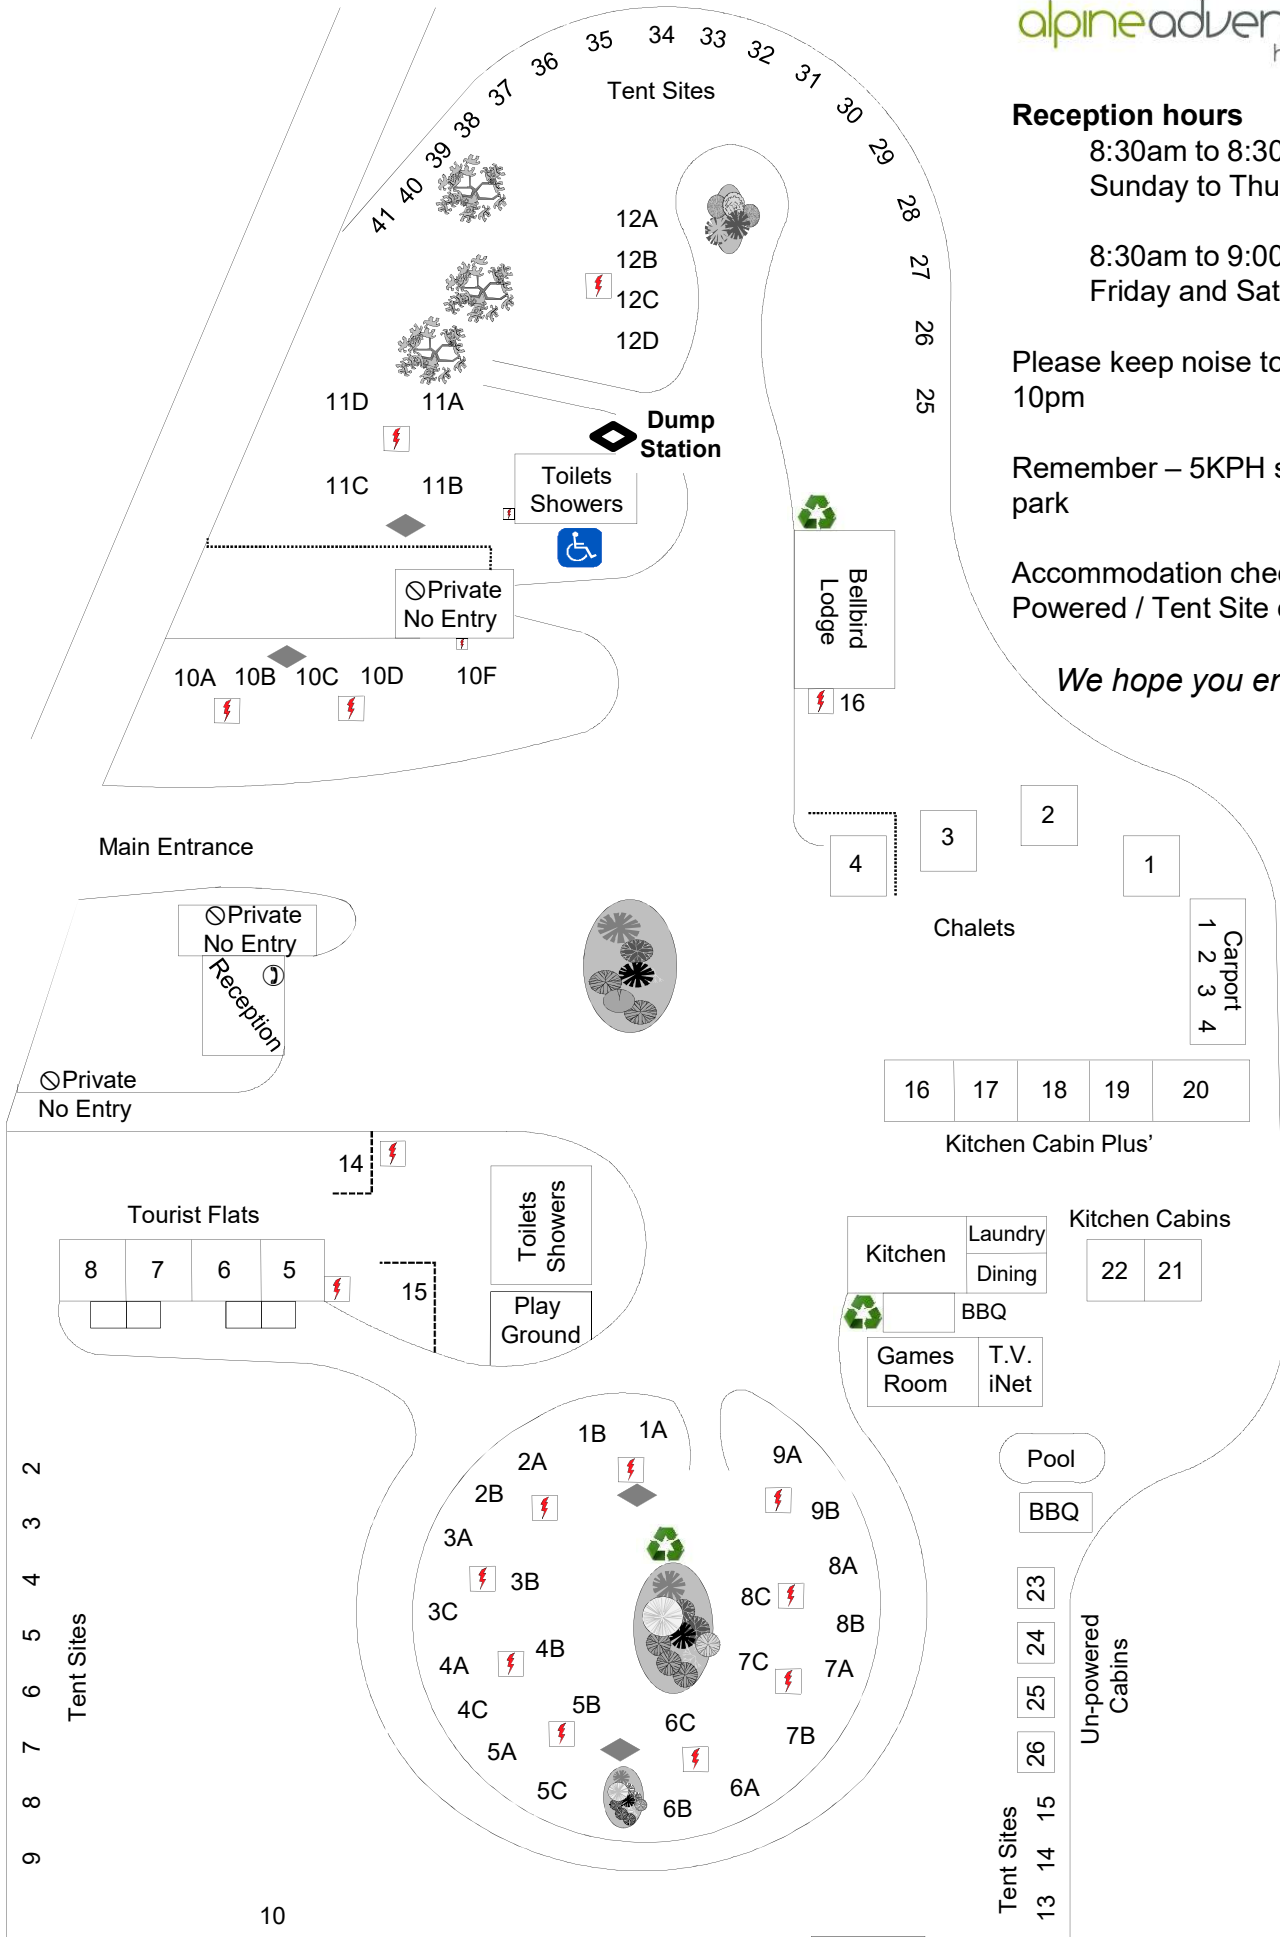 alpineadven
Reception hours
8:30am to 8:30
Sunday to Thu
8:30am to 9:00
Friday and Sat
Please keep noise to
10pm
Remember – 5KPH s
park
Accommodation chec
Powered / Tent Site
We hope you en
35 34 33 32 31 30 29 28 27 26 25
36 37 38 39 40 41
Tent Sites
12A
12B
12C
12D
11D 11A
11C 11B
Dump
Station
Toilets
Showers
Private
No Entry
10A 10B 10C 10D 10F
Bellbird
Lodge
16
Main Entrance
Private
No Entry
Reception
Private
No Entry
4 3 2 1
Chalets
Carport
1 2 3 4
16 17 18 19 20
Kitchen Cabin Plus’
14
Tourist Flats
8 7 6 5
15
Toilets
Showers
Play
Ground
Kitchen
Laundry
Dining
BBQ
Kitchen Cabins
22 21
Games
Room
T.V.
iNet
Pool
BBQ
23
24
25
26
Un-powered
Cabins
Tent Sites
15
14
13
1B 1A
2A
2B
3A
3B
3C
4B
4A
4C
5B
5A
5C
6C
6A
6B
7C 7A
7B
8A
8C
8B
9A
9B
2
3
4
5
6
7
8
9
Tent Sites
10